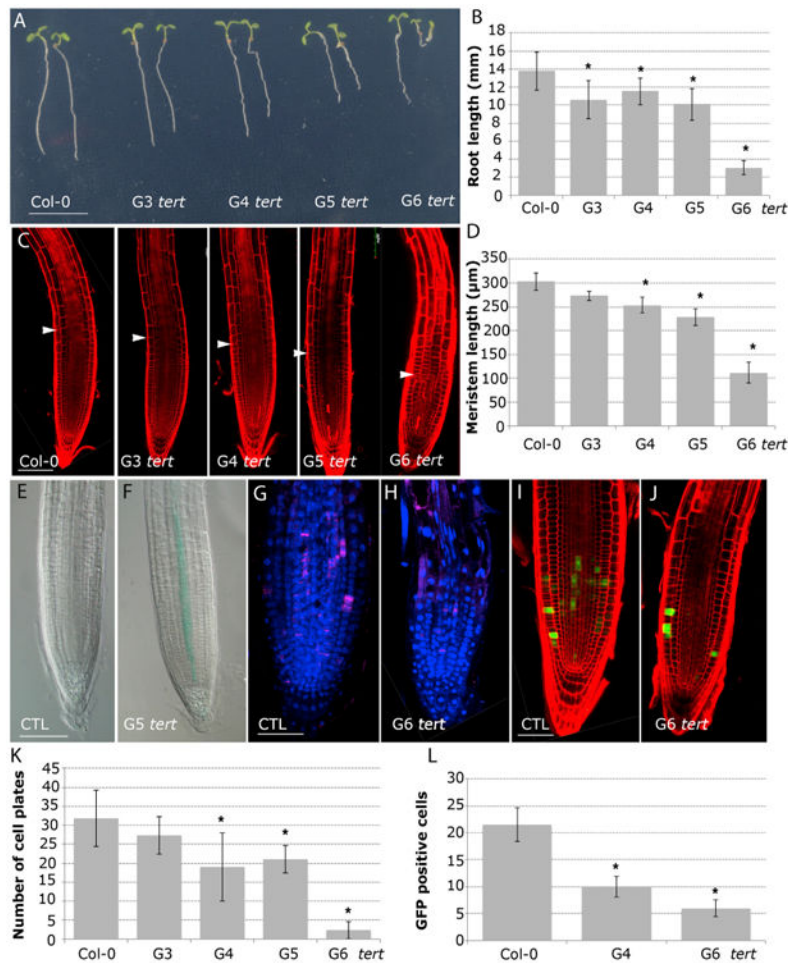 A
Col-0
G3 tert
G4 tert
G5 tert
G6 tert
B
Root length (mm)
18
16
14
12
10
8
6
4
2
0
Col-0
G3
G4
G5
G6 tert
*
*
*
*
C
Col-0
G3 tert
G4 tert
G5 tert
G6 tert
D
Meristem length (µm)
350
300
250
200
150
100
50
0
Col-0
G3
G4
G5
G6 tert
*
*
*
E
CTL
F
G5 tert
G
CTL
H
G6 tert
I
CTL
J
G6 tert
K
Number of cell plates
45
40
35
30
25
20
15
10
5
0
Col-0
G3
G4
G5
G6 tert
*
*
*
L
GFP positive cells
30
25
20
15
10
5
0
Col-0
G4
G6 tert
*
*